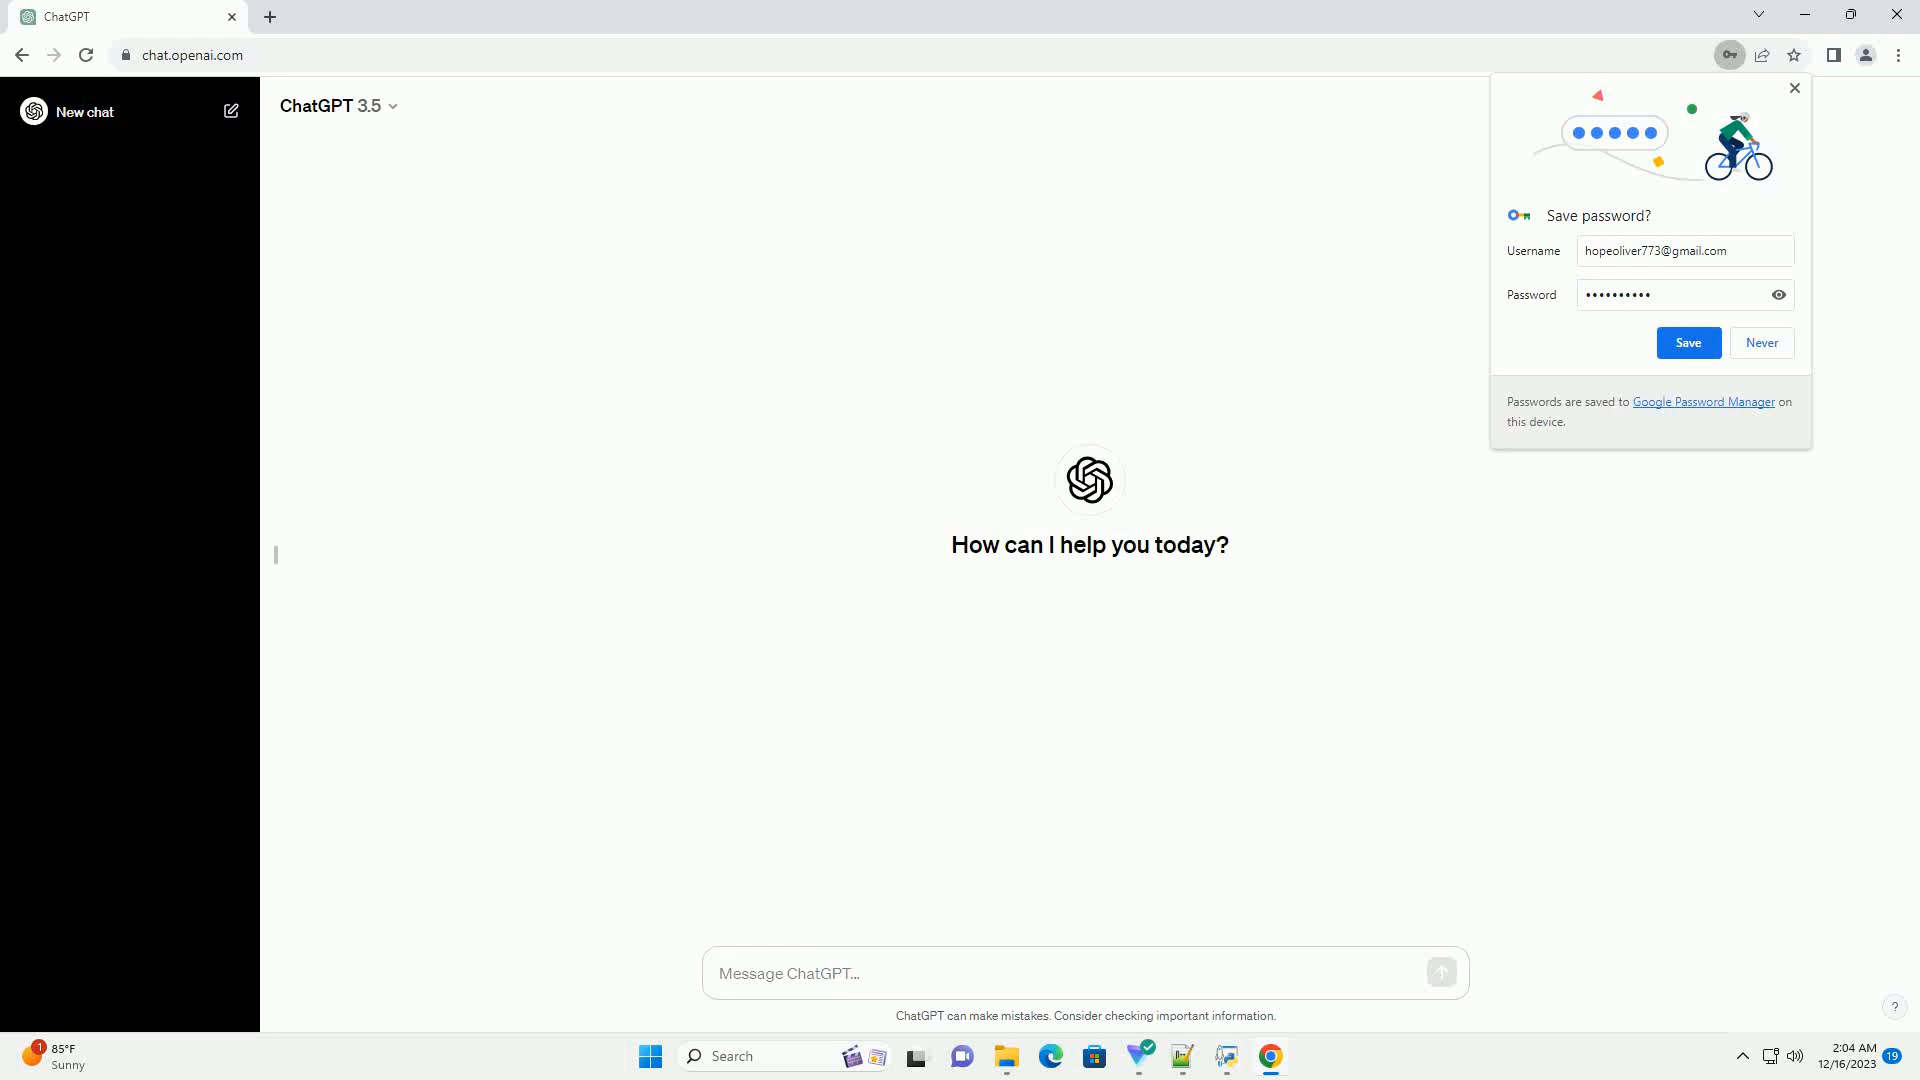 ChatGPT
chat.openai.com
New chat
ChatGPT 3.5
Save password?
Username
hopeoliver773@gmail.com
Password
••••••••••
Save
Never
Passwords are saved to Google Password Manager on
this device.
How can I help you today?
Message ChatGPT...
ChatGPT can make mistakes. Consider checking important information.
?
1
85°F
Sunny
Search
2:04 AM
12/16/2023
19